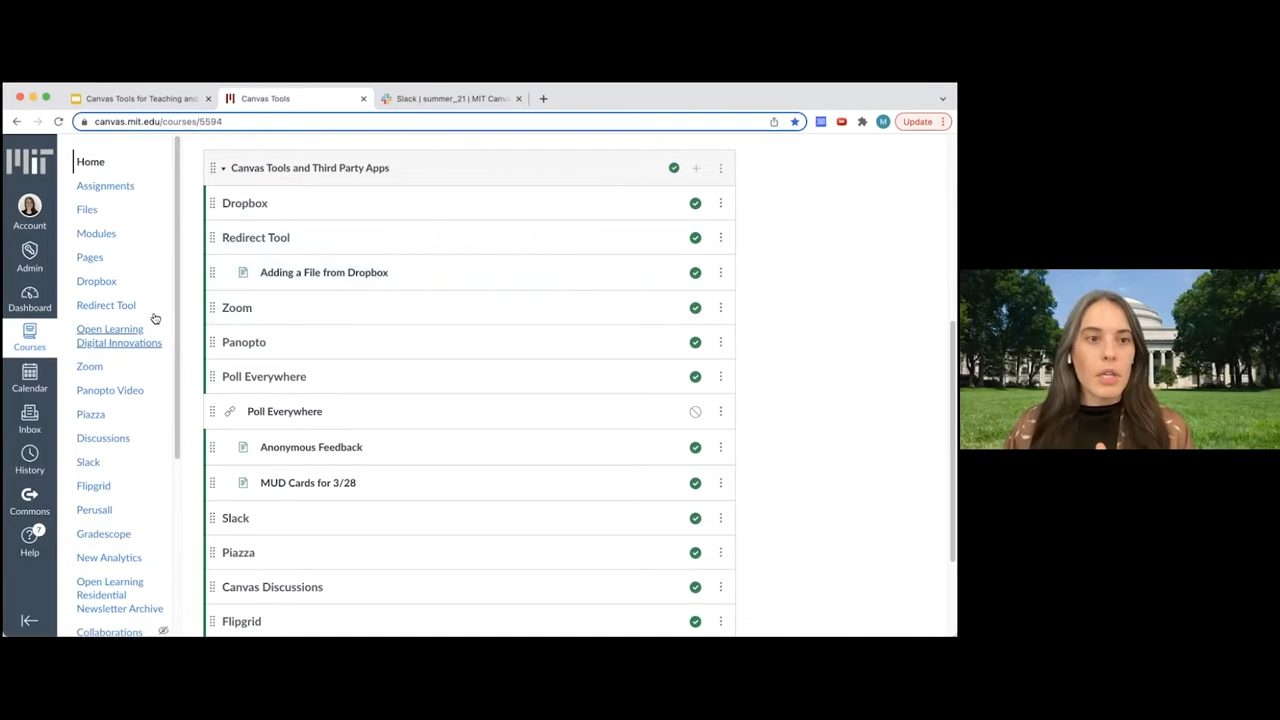 Canvas Tools for Teaching and
Canvas Tools
Slack | summer_21 | MIT Canv
canvas.mit.edu/courses/5594
M
Update
MIT
Account
Admin
Dashboard
Courses
Calendar
Inbox
History
Commons
7
Help
Home
Assignments
Files
Modules
Pages
Dropbox
Redirect Tool
Open Learning
Digital Innovations
Zoom
Panopto Video
Piazza
Discussions
Slack
Flipgrid
Perusall
Gradescope
New Analytics
Open Learning
Residential
Newsletter Archive
Collaborations
Canvas Tools and Third Party Apps
Dropbox
Redirect Tool
Adding a File from Dropbox
Zoom
Panopto
Poll Everywhere
Poll Everywhere
Anonymous Feedback
MUD Cards for 3/28
Slack
Piazza
Canvas Discussions
Flipgrid